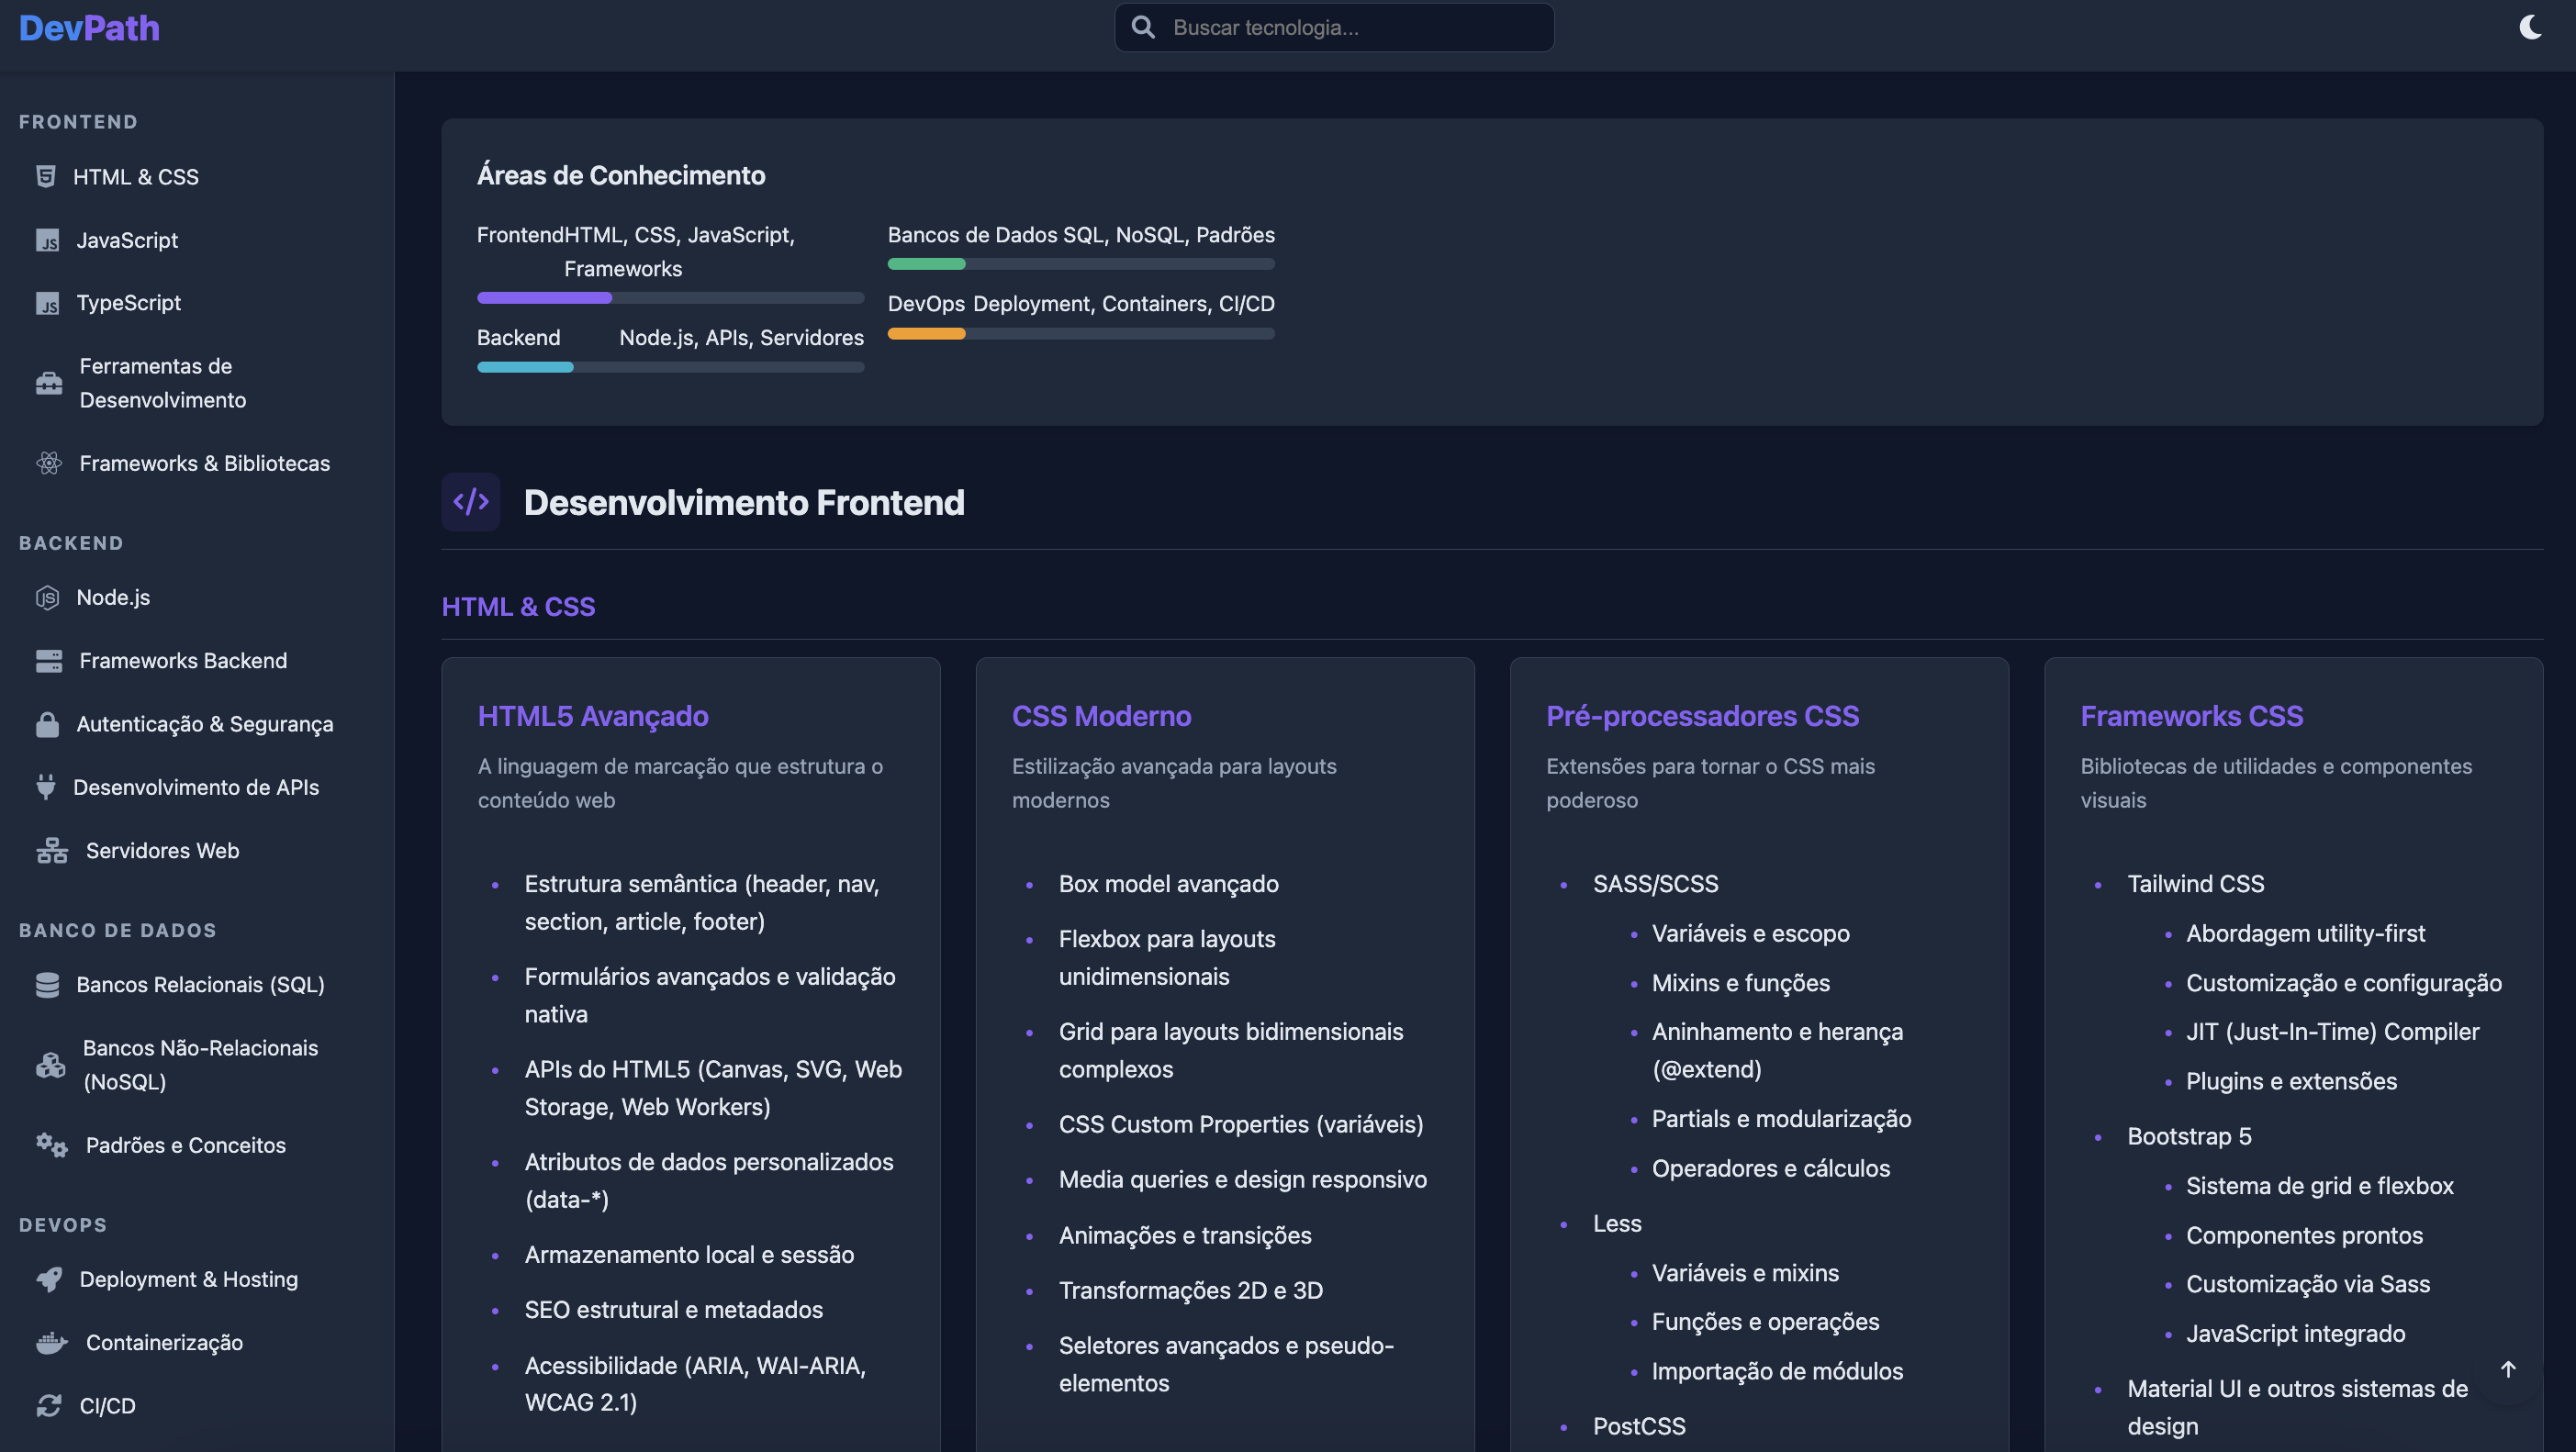 DevPath
Buscar tecnologia...
FRONTEND
HTML & CSS
JavaScript
TypeScript
Ferramentas de
Desenvolvimento
Frameworks & Bibliotecas
BACKEND
Node.js
Frameworks Backend
Autenticação & Segurança
Desenvolvimento de APIs
Servidores Web
BANCO DE DADOS
Bancos Relacionais (SQL)
Bancos Não-Relacionais
(NoSQL)
Padrões e Conceitos
DEVOPS
Deployment & Hosting
Containerização
CI/CD
Áreas de Conhecimento
FrontendHTML, CSS, JavaScript,
Frameworks
Backend Node.js, APIs, Servidores
Bancos de Dados SQL, NoSQL, Padrões
DevOps Deployment, Containers, CI/CD
Desenvolvimento Frontend
HTML & CSS
HTML5 Avançado
A linguagem de marcação que estrutura o
conteúdo web
• Estrutura semântica (header, nav,
section, article, footer)
• Formulários avançados e validação
nativa
• APIs do HTML5 (Canvas, SVG, Web
Storage, Web Workers)
• Atributos de dados personalizados
(data-*)
• Armazenamento local e sessão
• SEO estrutural e metadados
• Acessibilidade (ARIA, WAI-ARIA,
WCAG 2.1)
CSS Moderno
Estilização avançada para layouts
modernos
• Box model avançado
• Flexbox para layouts
unidimensionais
• Grid para layouts bidimensionais
complexos
• CSS Custom Properties (variáveis)
• Media queries e design responsivo
• Animações e transições
• Transformações 2D e 3D
• Seletores avançados e pseudo-
elementos
Pré-processadores CSS
Extensões para tornar o CSS mais
poderoso
• SASS/SCSS
• Variáveis e escopo
• Mixins e funções
• Aninhamento e herança
(@extend)
• Partials e modularização
• Operadores e cálculos
• Less
• Variáveis e mixins
• Funções e operações
• Importação de módulos
• PostCSS
Frameworks CSS
Bibliotecas de utilidades e componentes
visuais
• Tailwind CSS
• Abordagem utility-first
• Customização e configuração
• JIT (Just-In-Time) Compiler
• Plugins e extensões
• Bootstrap 5
• Sistema de grid e flexbox
• Componentes prontos
• Customização via Sass
• JavaScript integrado
• Material UI e outros sistemas de
design